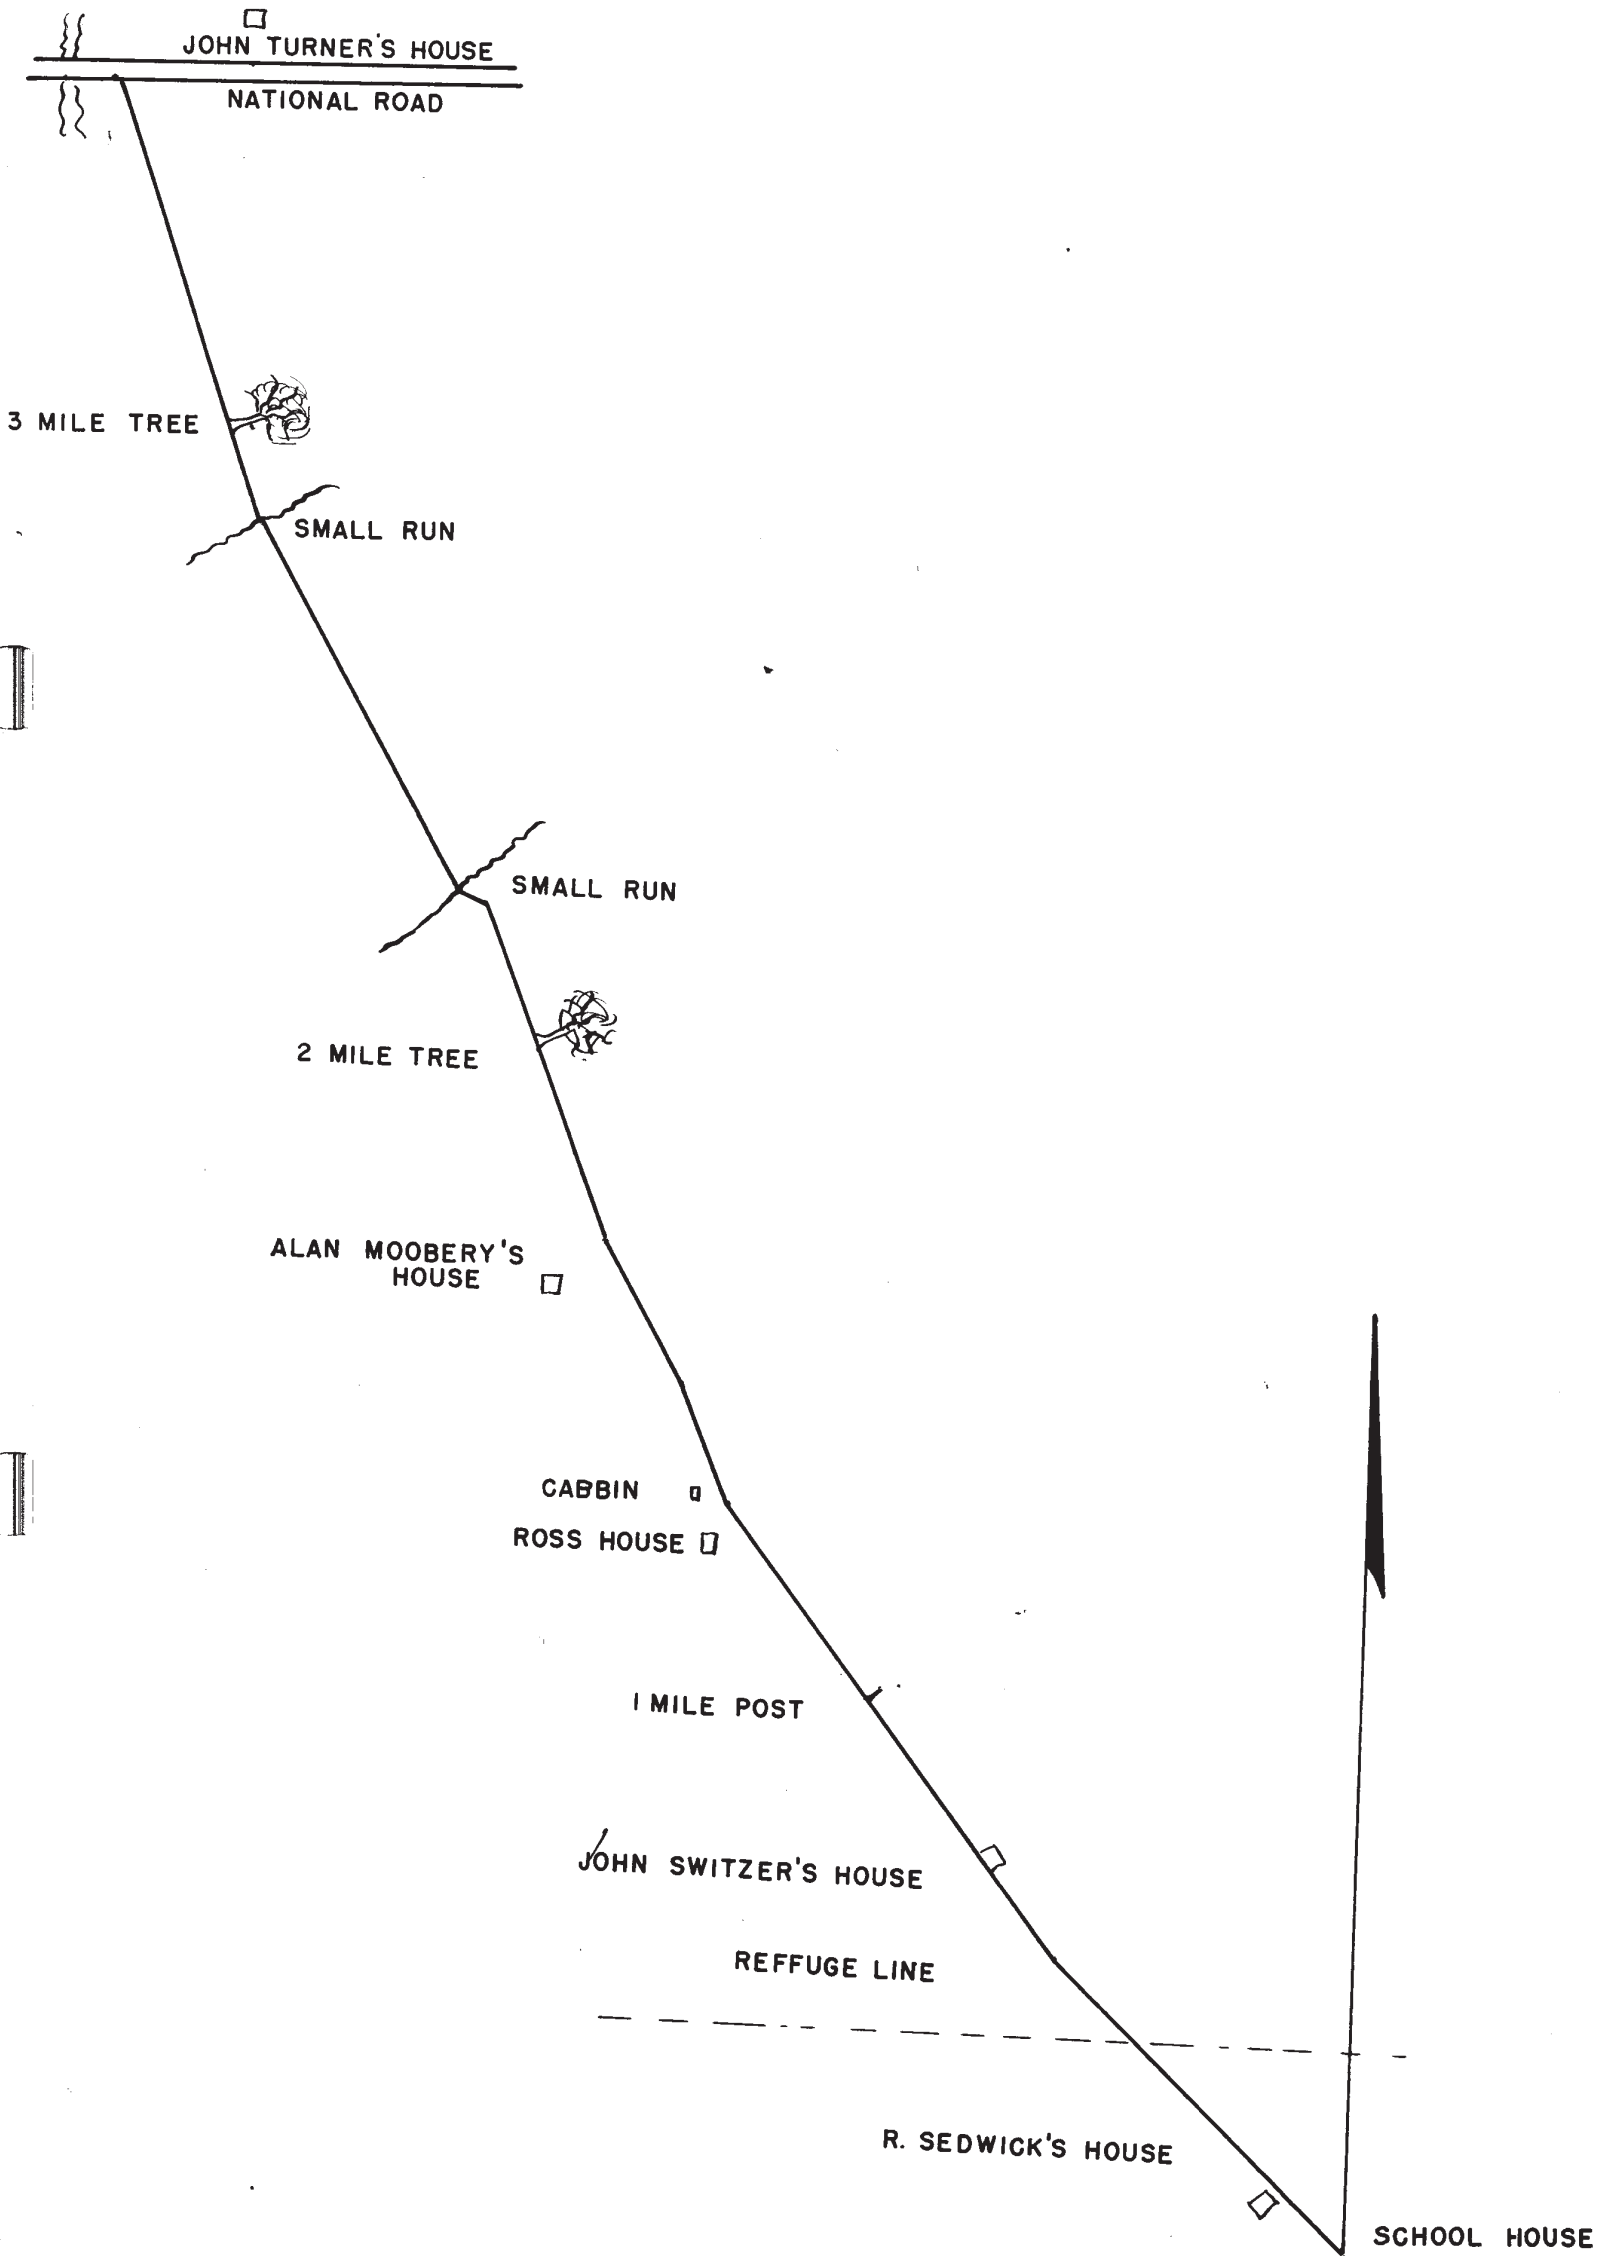 JOHN TURNER'S HOUSE
NATIONAL ROAD
3 MILE TREE
SMALL RUN
SMALL RUN
2 MILE TREE
ALAN MOOBERY'S
HOUSE
CABBIN
ROSS HOUSE
1 MILE POST
JOHN SWITZER'S HOUSE
REFFUGE LINE
R. SEDWICK'S HOUSE
SCHOOL HOUSE